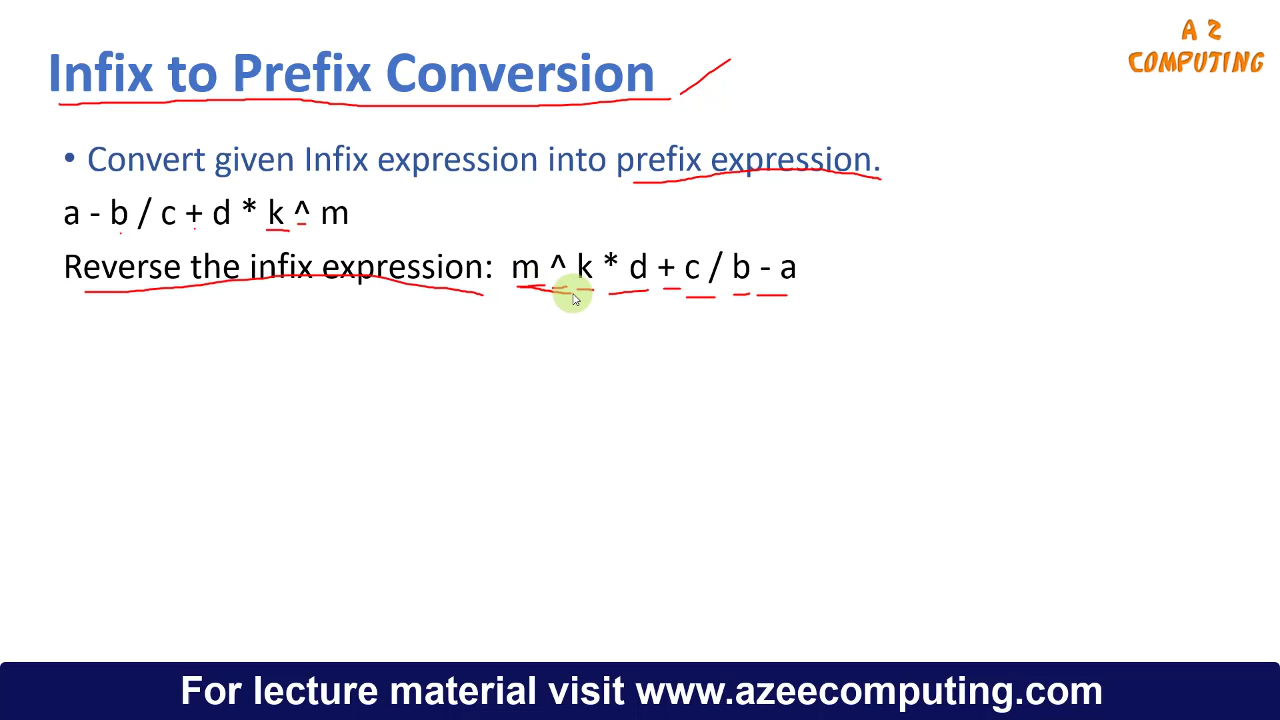 A Z
COMPUTING
Infix to Prefix Conversion
• Convert given Infix expression into prefix expression.
a - b / c + d * k ^ m
Reverse the infix expression: m ^ k * d + c / b - a
For lecture material visit www.azeecomputing.com